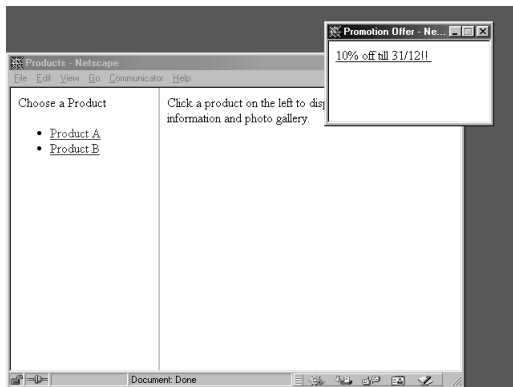 Promotion Offer - Ne...
10% off till 31/12!!
Products - Netscape
File Edit View Go Communicator Help
Choose a Product
Product A
Product B
Click a product on the left to
information and photo gallery.
Document: Done